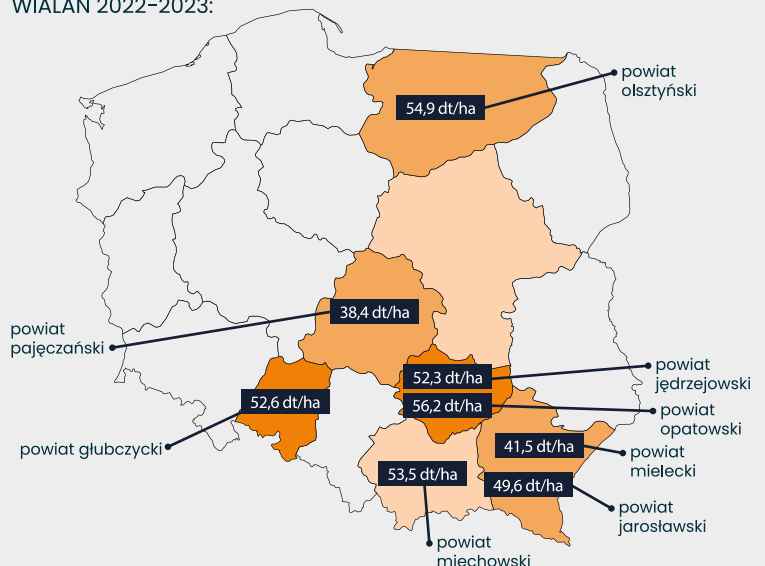 WIALAN 2022-2023:
powiat
olsztyński
54,9 dt/ha
38,4 dt/ha
powiat
pajęczański
52,3 dt/ha
powiat
jędrzejowski
52,6 dt/ha
56,2 dt/ha
powiat
opatowski
powiat głubczycki
41,5 dt/ha
powiat
mielecki
53,5 dt/ha
49,6 dt/ha
powiat
jarosławski
powiat
miechowski